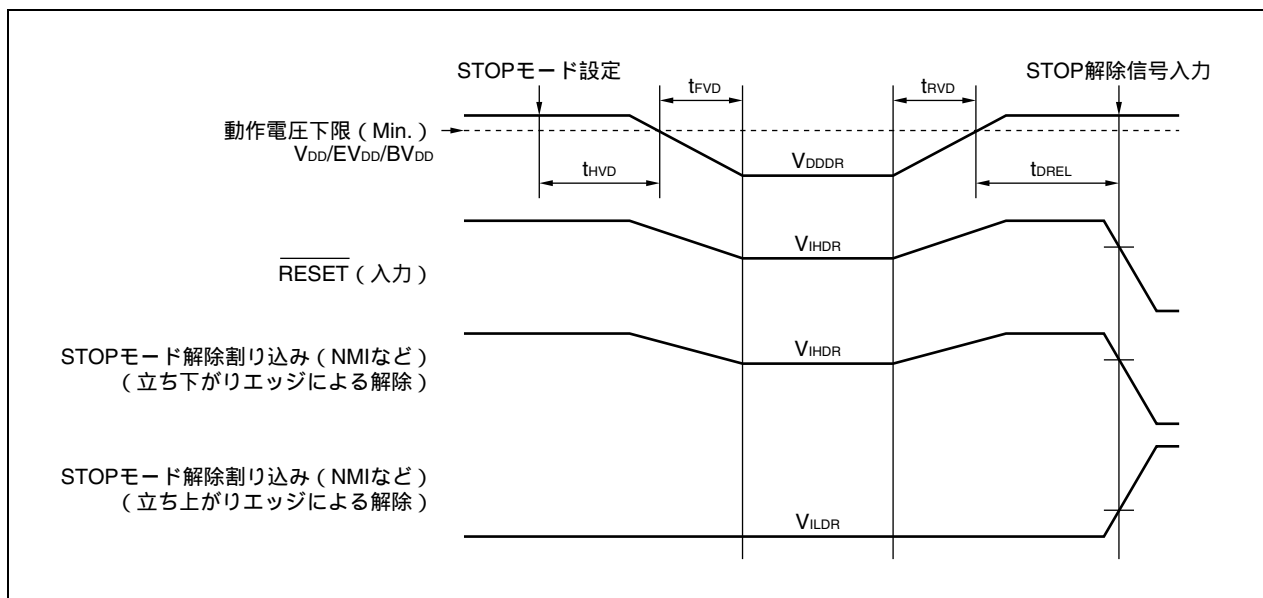 STOPモード設定
STOP解除信号入力
tFVD
tRVD
動作電圧下限（Min.）
VDD/EVDD/BVDD
VDDDR
tHVD
tDREL
VIHDR
RESET（入力）
STOPモード解除割り込み（NMIなど）
（立ち下がりエッジによる解除）
VIHDR
STOPモード解除割り込み（NMIなど）
（立ち上がりエッジによる解除）
VILDR